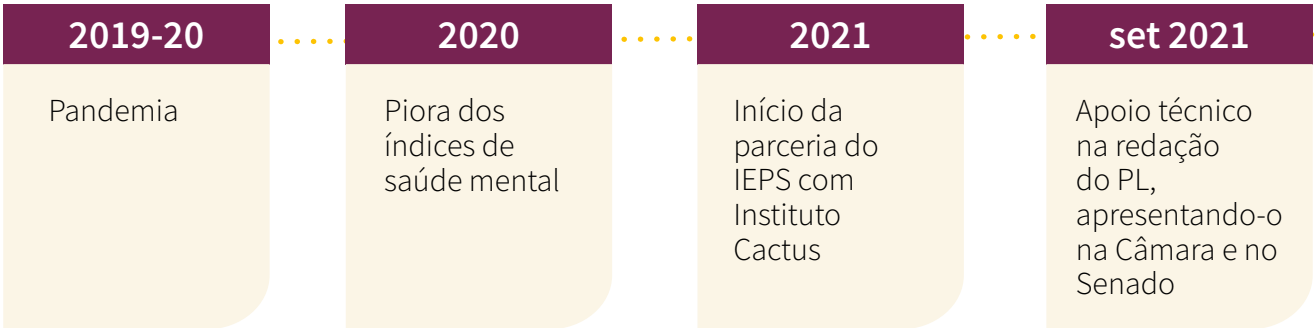 2019-20
Pandemia
2020
Piora dos
índices de
saúde mental
2021
Início da
parceria do
IEPS com
Instituto
Cactus
set 2021
Apoio técnico
na redação
do PL,
apresentando-o
na Câmara e no
Senado